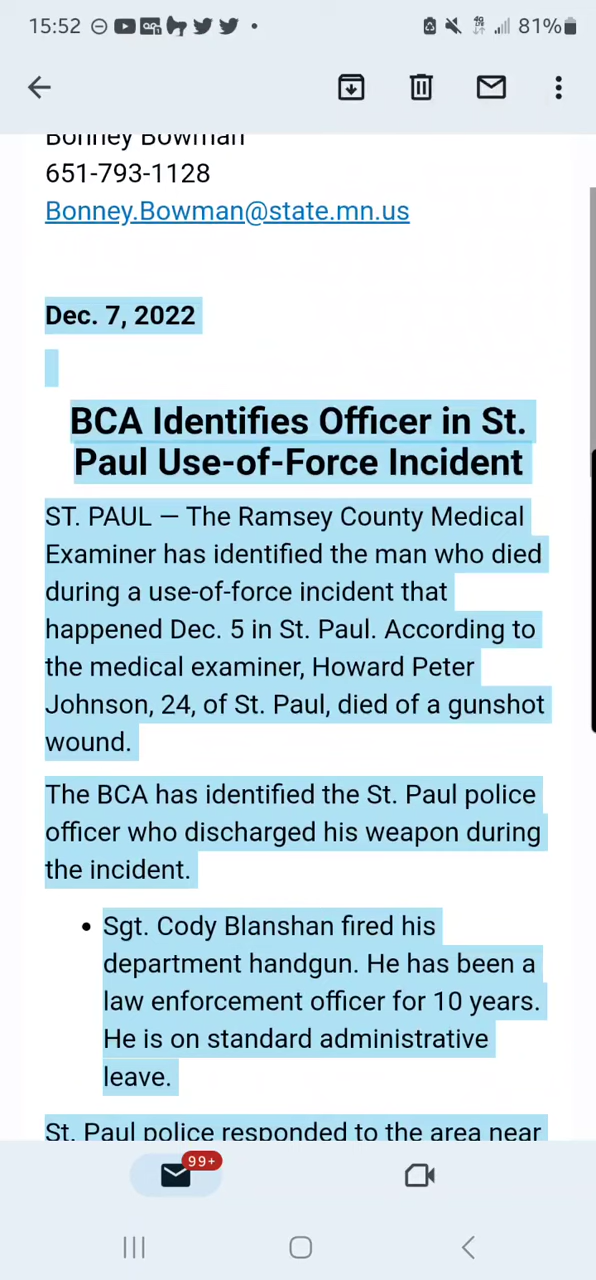 15:52
4G
81%
Bonney Bowman
651-793-1128
Bonney.Bowman@state.mn.us
Dec. 7, 2022
BCA Identifies Officer in St.
Paul Use-of-Force Incident
ST. PAUL — The Ramsey County Medical
Examiner has identified the man who died
during a use-of-force incident that
happened Dec. 5 in St. Paul. According to
the medical examiner, Howard Peter
Johnson, 24, of St. Paul, died of a gunshot
wound.
The BCA has identified the St. Paul police
officer who discharged his weapon during
the incident.
• Sgt. Cody Blanshan fired his
department handgun. He has been a
law enforcement officer for 10 years.
He is on standard administrative
leave.
St. Paul police responded to the area near
99+